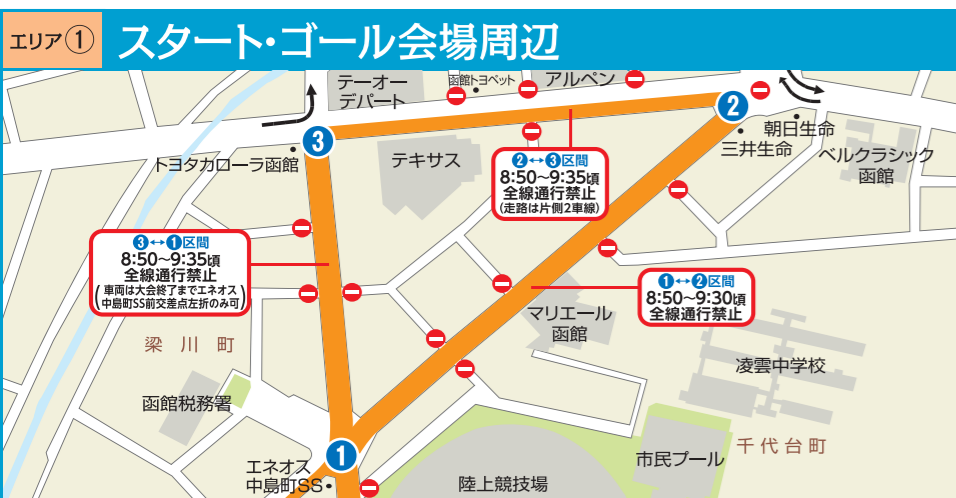 エリア① スタート・ゴール会場周辺
テーオー
デパート
函館トヨペット
アルペン
2
3
朝日生命
三井生命
ベルクラシック
函館
トヨタカローラ函館
テキサス
2↔3区間
8:50~9:35頃
全線通行禁止
(走路は片側2車線)
3↔1区間
8:50~9:35頃
全線通行禁止
(車両は大会終了までエネオス
中島町SS前交差点左折のみ可)
1↔2区間
8:50~9:30頃
全線通行禁止
マリエール
函館
梁川町
凌雲中学校
函館税務署
千代台町
市民プール
1
エネオス
中島町SS
陸上競技場